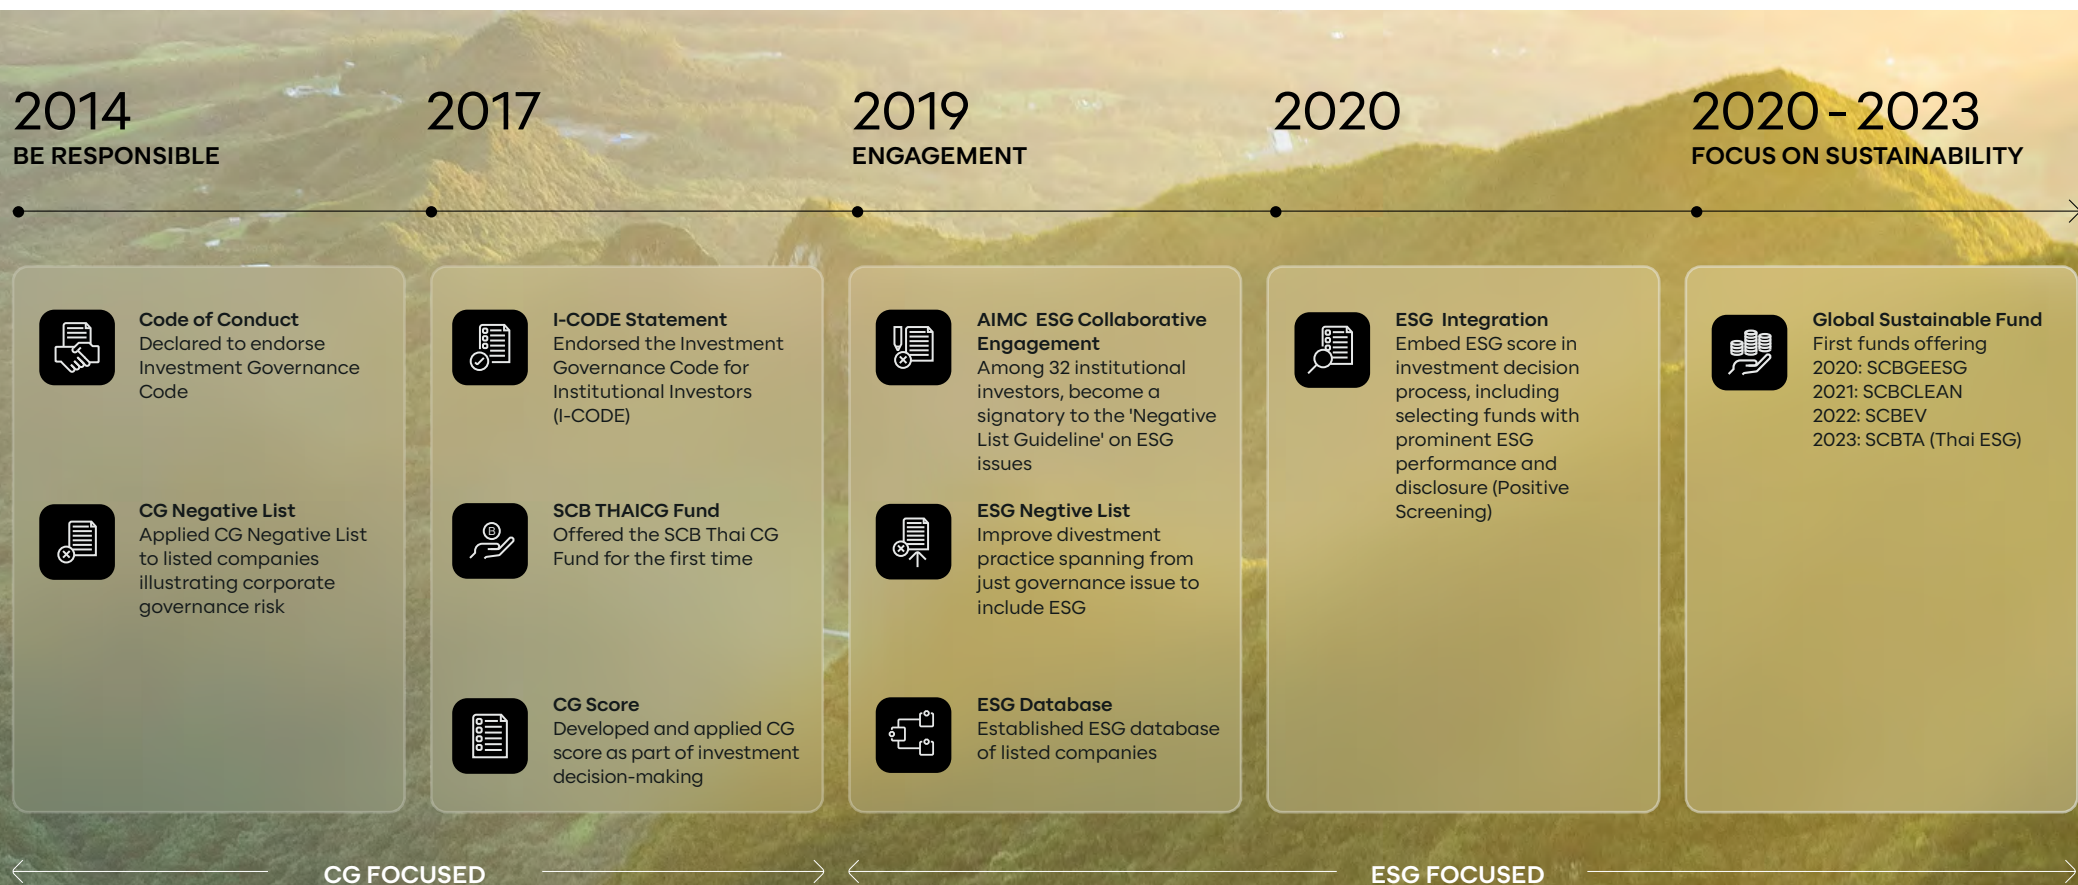 2014
BE RESPONSIBLE
2017
2019
ENGAGEMENT
2020
2020 - 2023
FOCUS ON SUSTAINABILITY
Code of Conduct
Declared to endorse
Investment Governance
Code
CG Negative List
Applied CG Negative List
to listed companies
illustrating corporate
governance risk
I-CODE Statement
Endorsed the Investment
Governance Code for
Institutional Investors
(I-CODE)
B
SCB THAICG Fund
Offered the SCB Thai CG
Fund for the first time
CG Score
Developed and applied CG
score as part of investment
decision-making
AIMC ESG Collaborative
Engagement
Among 32 institutional
investors, become a
signatory to the 'Negative
List Guideline' on ESG
issues
ESG Negtive List
Improve divestment
practice spanning from
just governance issue to
include ESG
ESG Database
Established ESG database
of listed companies
ESG Integration
Embed ESG score in
investment decision
process, including
selecting funds with
prominent ESG
performance and
disclosure (Positive
Screening)
Global Sustainable Fund
First funds offering
2020: SCBGEESG
2021: SCBCLEAN
2022: SCBEV
2023: SCBTA (Thai ESG)
CG FOCUSED
ESG FOCUSED